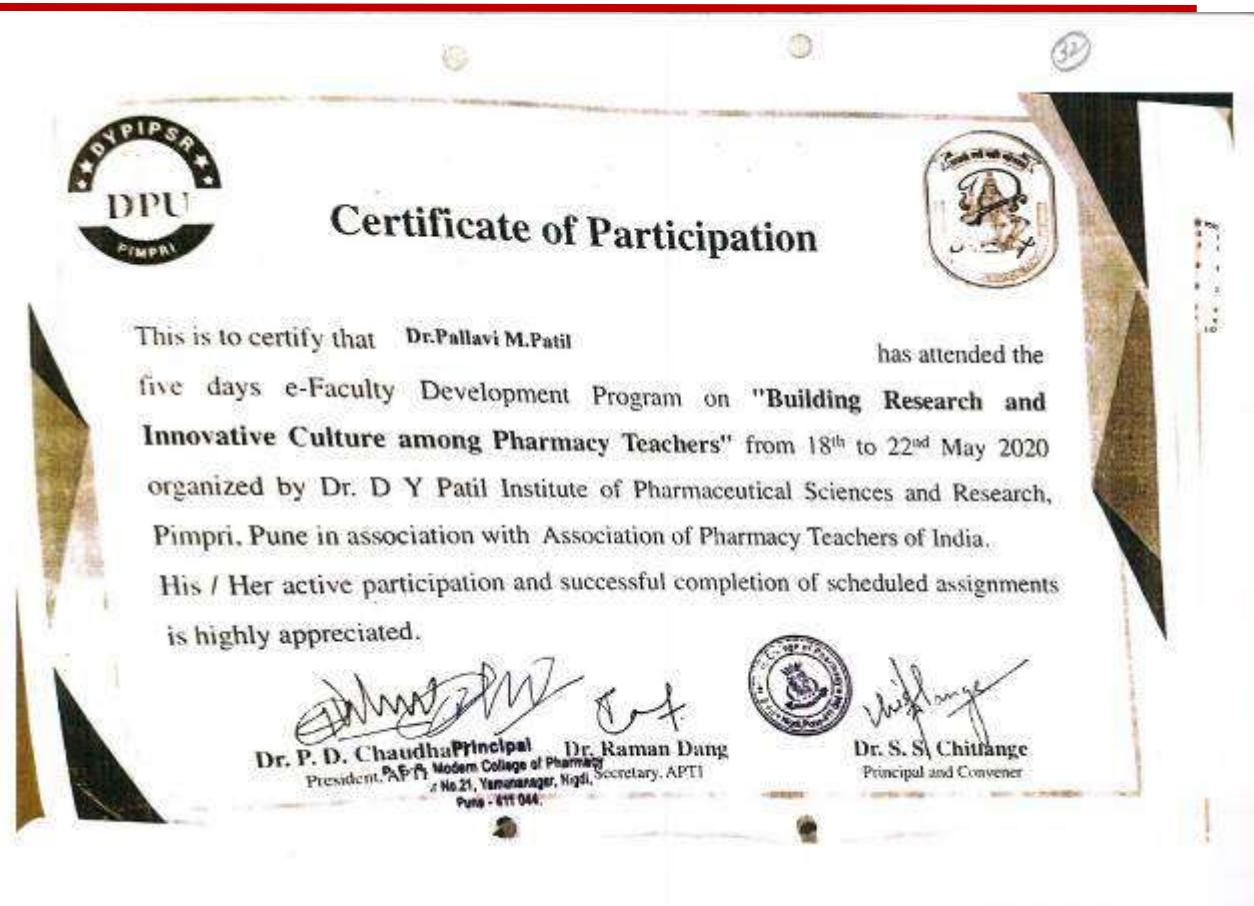 32
DYPIPSR
DPU
PIMPRI
Certificate of Participation
This is to certify that Dr.Pallavi M.Patil has attended the
five days e-Faculty Development Program on "Building Research and
Innovative Culture among Pharmacy Teachers" from 18th to 22nd May 2020
organized by Dr. D Y Patil Institute of Pharmaceutical Sciences and Research,
Pimpri, Pune in association with Association of Pharmacy Teachers of India.
His / Her active participation and successful completion of scheduled assignments
is highly appreciated.
Dr. P. D. Chaudha
President, APTI
Principal
Modern College of Pharmacy
No.21, Yamunanagar, Nigdi,
Pune - 411 044.
Dr. Raman Dang
Secretary, APTI
College of Pharmacy
Dr. S. S. Chitlange
Principal and Convener